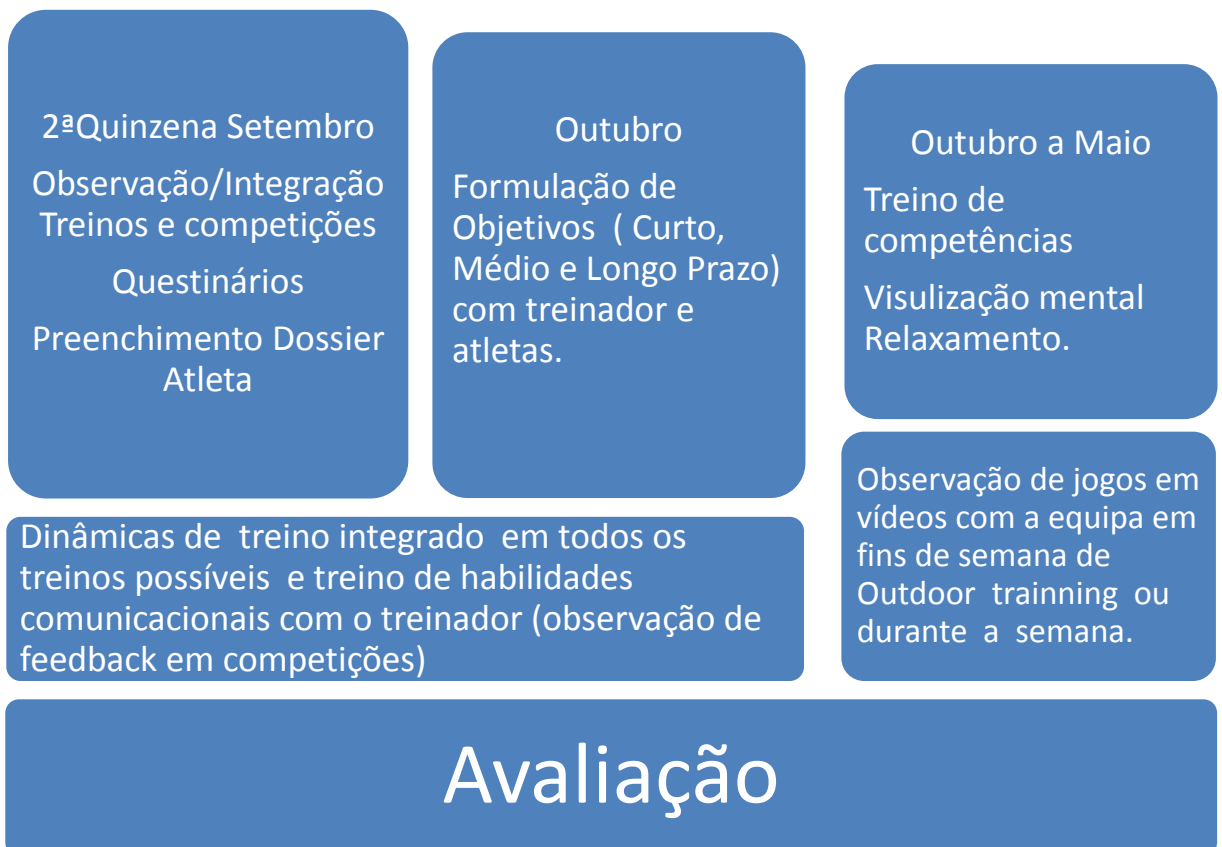 2ªQuinzena Setembro
Observação/Integração
Treinos e competições
Questinários
Preenchimento Dossier
Atleta
Outubro
Formulação de
Objetivos ( Curto,
Médio e Longo Prazo)
com treinador e
atletas.
Outubro a Maio
Treino de
competências
Visulização mental
Relaxamento.
Dinâmicas de treino integrado em todos os
treinos possíveis e treino de habilidades
comunicacionais com o treinador (observação de
feedback em competições)
Observação de jogos em
vídeos com a equipa em
fins de semana de
Outdoor trainning ou
durante a semana.
Avaliação